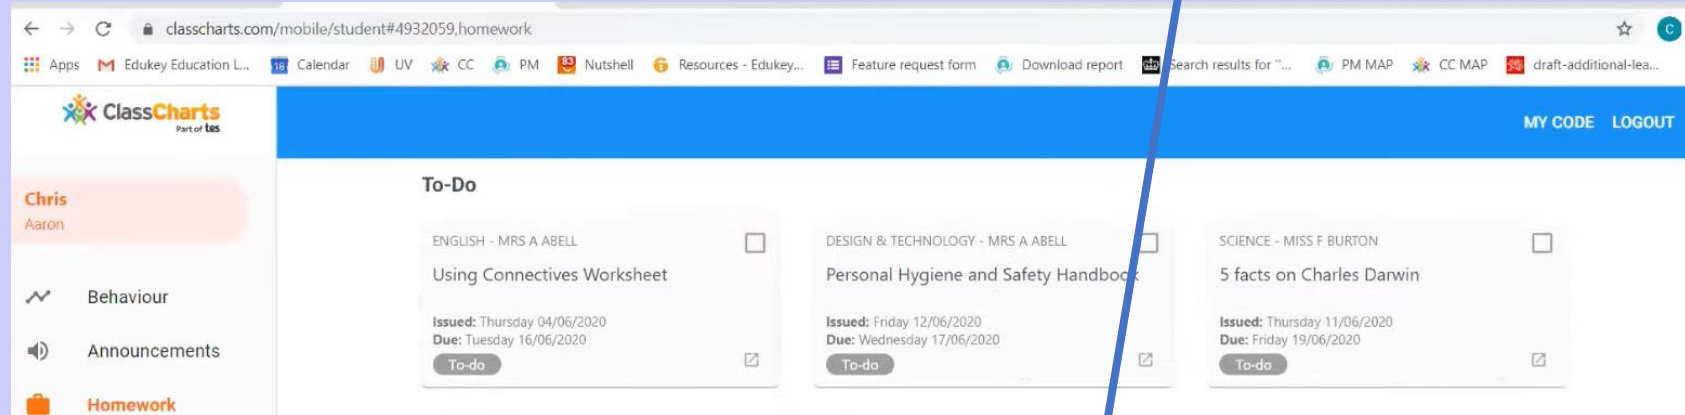 classcharts.com/mobile/student#4932059,homework
C
Apps Edukey Education L... 18 Calendar UV CC PM 83 Nutshell Resources - Edukey... Feature request form Download report Search results for "... PM MAP CC MAP draft-additional-lea...
ClassCharts
Part of tes
MY CODE LOGOUT
Chris
Aaron
Behaviour
Announcements
Homework
To-Do
ENGLISH - MRS A ABELL
Using Connectives Worksheet
Issued: Thursday 04/06/2020
Due: Tuesday 16/06/2020
To-do
DESIGN & TECHNOLOGY - MRS A ABELL
Personal Hygiene and Safety Handbook
Issued: Friday 12/06/2020
Due: Wednesday 17/06/2020
To-do
SCIENCE - MISS F BURTON
5 facts on Charles Darwin
Issued: Thursday 11/06/2020
Due: Friday 19/06/2020
To-do